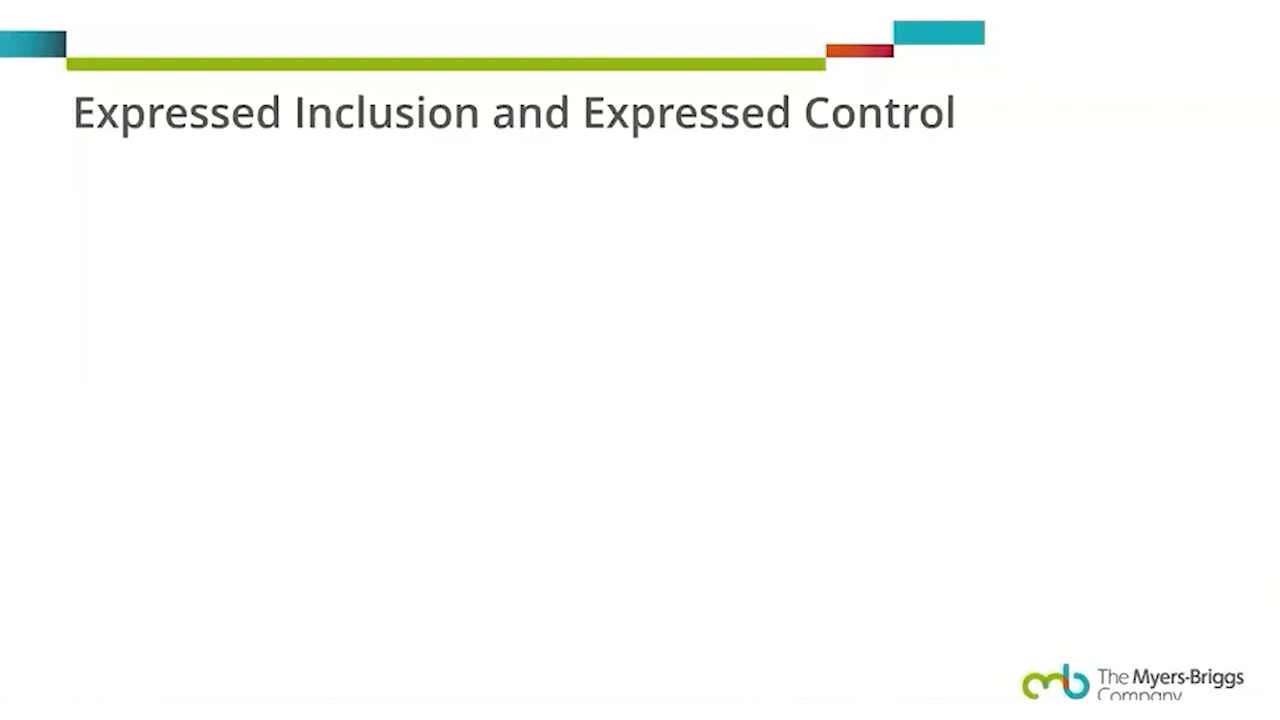 Expressed Inclusion and Expressed Control
The Myers-Briggs
Company